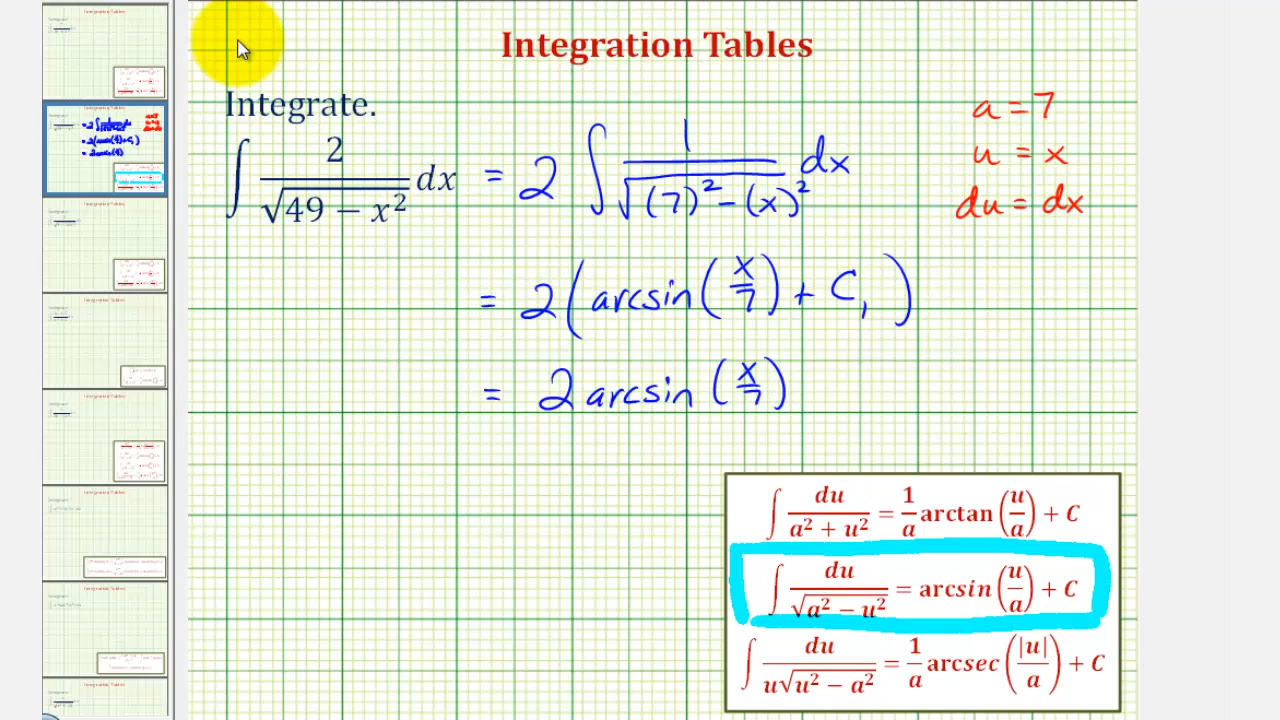 Integration Tables
Integrate.
∫ 2/√(49 − x²) dx = 2 ∫ 1/√((7)² − (x)²) dx
= 2 (arcsin (x/7) + C₁)
= 2 arcsin (x/7)
a = 7
u = x
du = dx
∫ du/(a² + u²) = 1/a arctan (u/a) + C
∫ du/√(a² − u²) = arcsin (u/a) + C
∫ du/(u√(u² − a²)) = 1/a arcsec (|u|/a) + C